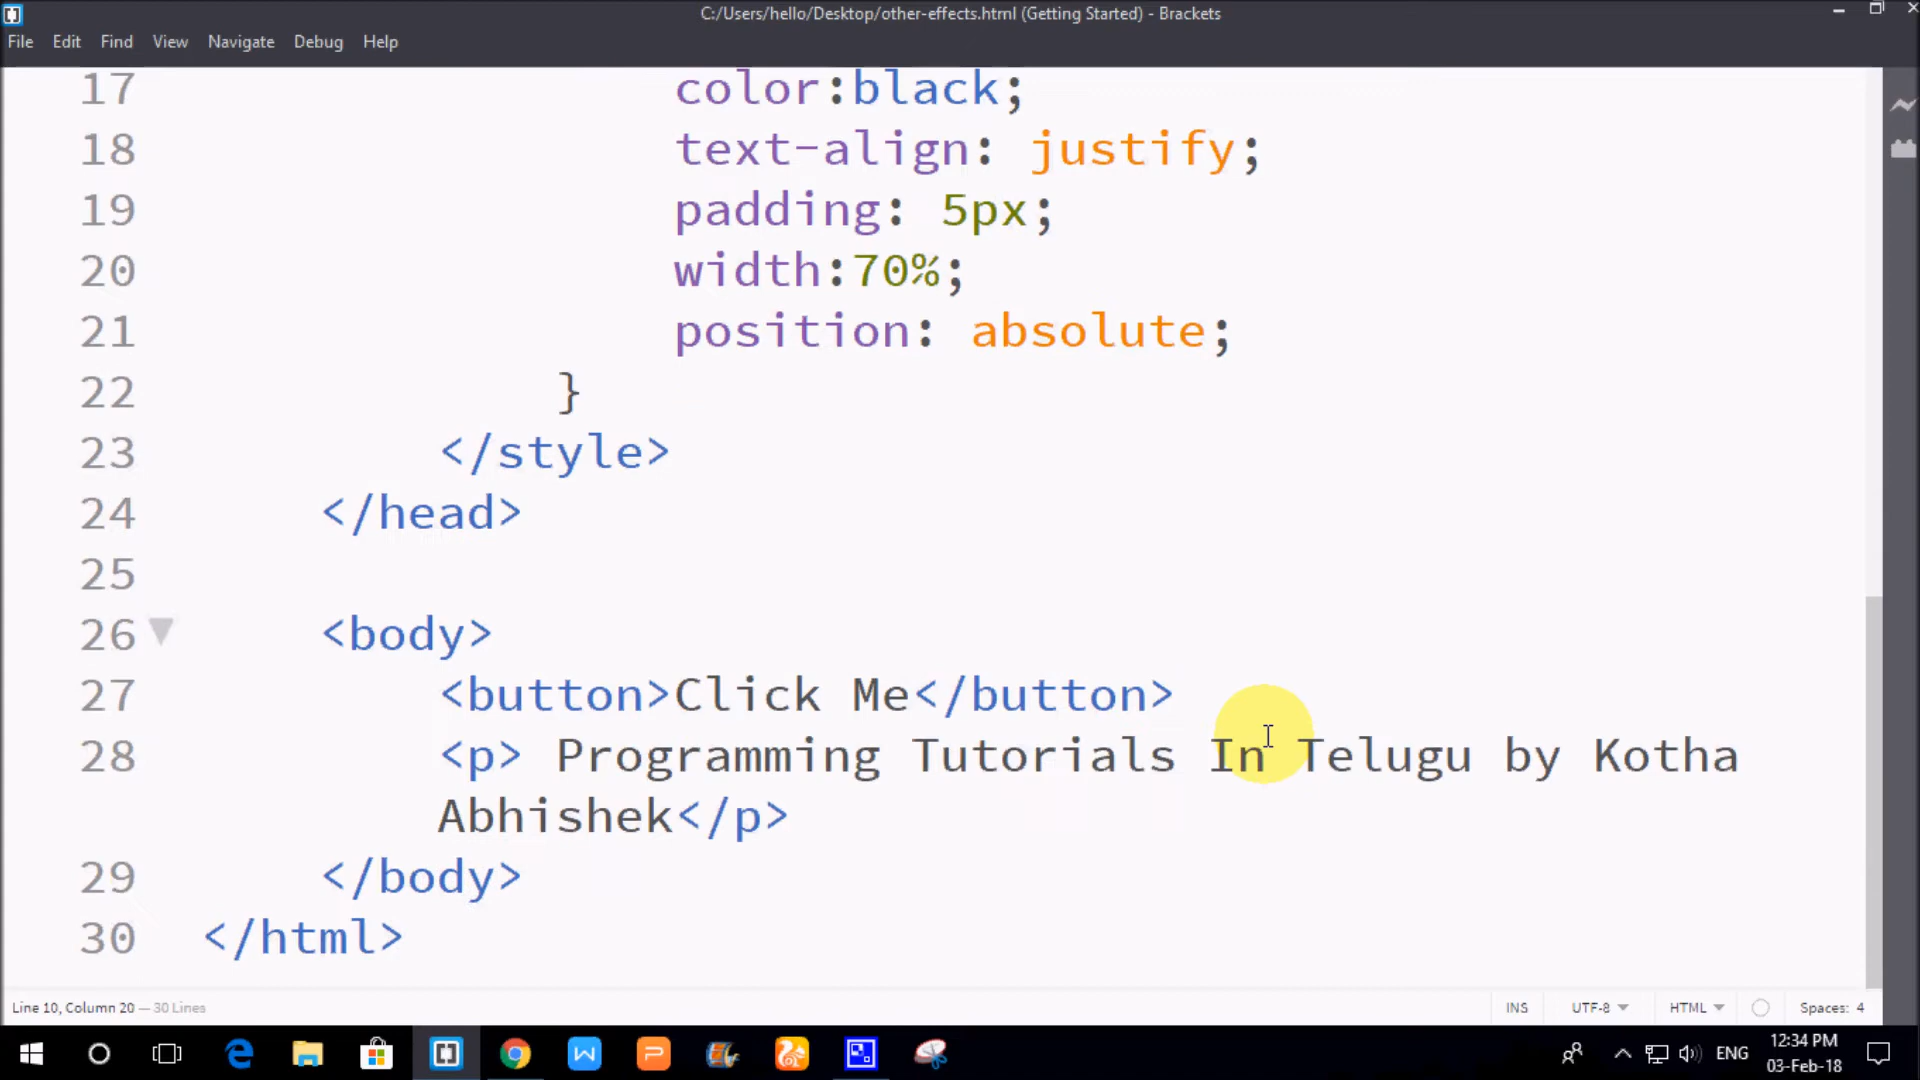 C:/Users/hello/Desktop/other-effects.html (Getting Started) - Brackets
File Edit Find View Navigate Debug Help
17 color:black;
18 text-align: justify;
19 padding: 5px;
20 width:70%;
21 position: absolute;
22 }
23 </style>
24 </head>
25
26 <body>
27 <button>Click Me</button>
28 <p> Programming Tutorials In Telugu by Kotha
Abhishek</p>
29 </body>
30 </html>
Line 10, Column 20 — 30 Lines INS UTF-8 HTML Spaces: 4
ENG 12:34 PM
03-Feb-18